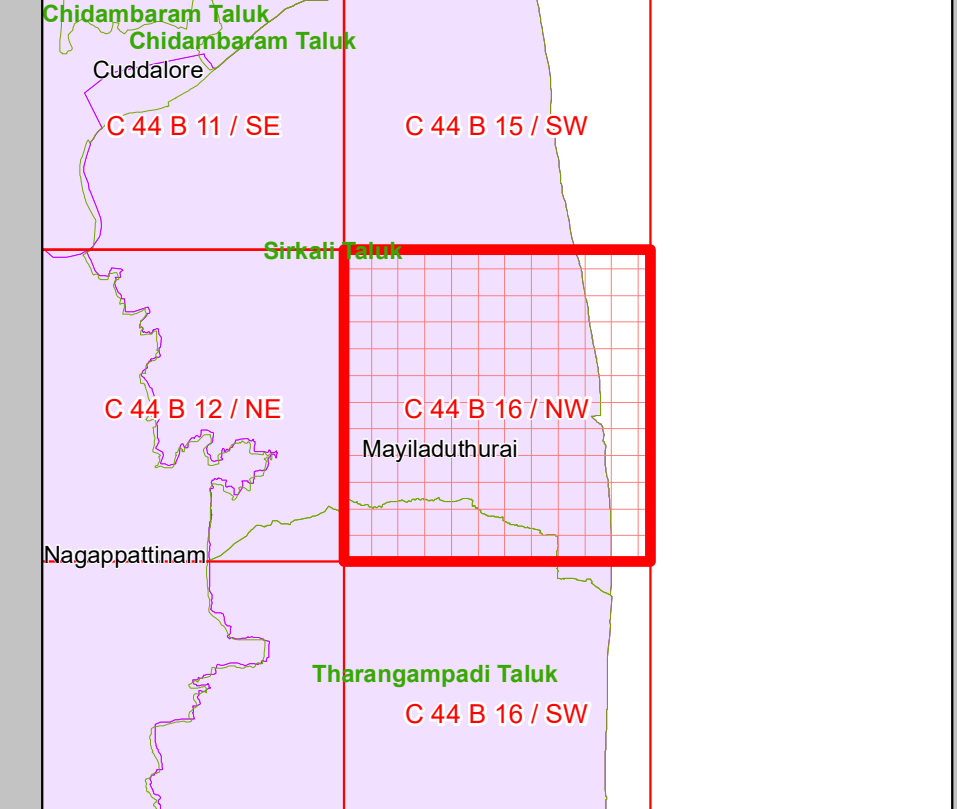 Chidambaram Taluk
Chidambaram Taluk
Cuddalore
C 44 B 11 / SE
C 44 B 15 / SW
Sirkali Taluk
C 44 B 12 / NE
C 44 B 16 / NW
Mayiladuthurai
Nagappattinam
Tharangampadi Taluk
C 44 B 16 / SW